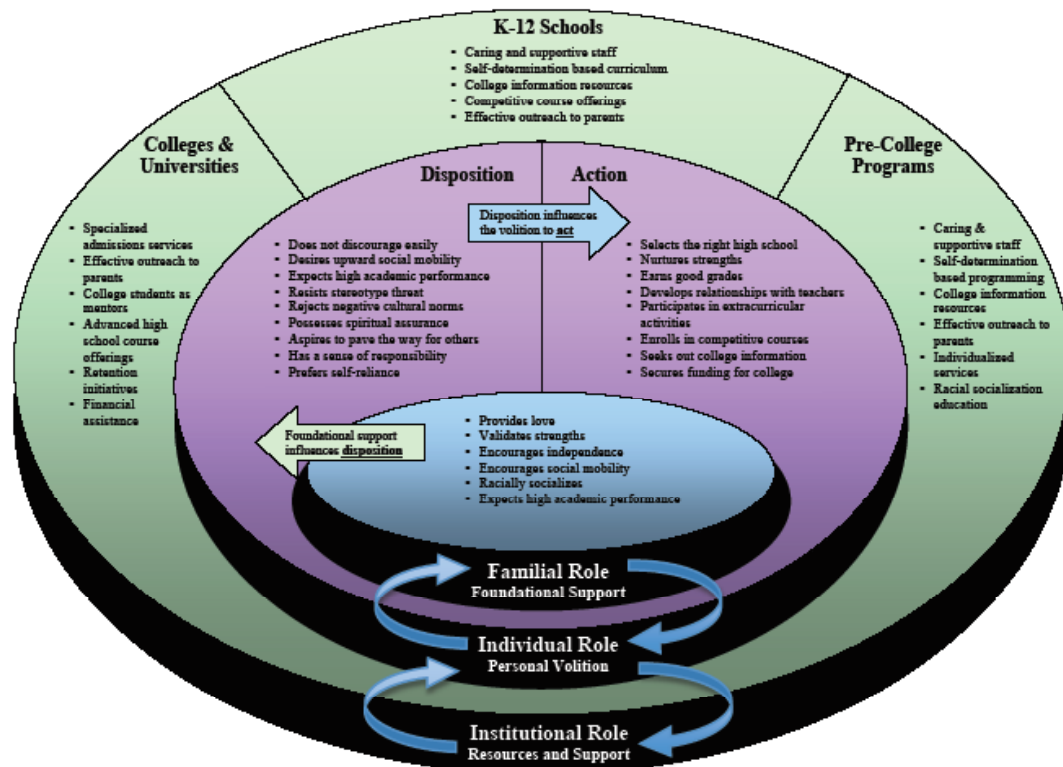 K-12 Schools
▪ Caring and supportive staff
▪ Self-determination based curriculum
▪ College information resources
▪ Competitive course offerings
▪ Effective outreach to parents
Colleges &
Universities
▪ Specialized
admissions services
▪ Effective outreach to
parents
▪ College students as
mentors
▪ Advanced high
school course
offerings
▪ Retention
initiatives
▪ Financial
assistance
Pre-College
Programs
▪ Caring &
supportive staff
▪ Self-determination
based programming
▪ College information
resources
▪ Effective outreach to
parents
▪ Individualized
services
▪ Racial socialization
education
Disposition
▪ Does not discourage easily
▪ Desires upward social mobility
▪ Expects high academic performance
▪ Resists stereotype threat
▪ Rejects negative cultural norms
▪ Possesses spiritual assurance
▪ Aspires to pave the way for others
▪ Has a sense of responsibility
▪ Prefers self-reliance
Action
Disposition influences
the volition to act
▪ Selects the right high school
▪ Nurtures strengths
▪ Earns good grades
▪ Develops relationships with teachers
▪ Participates in extracurricular
activities
▪ Enrolls in competitive courses
▪ Seeks out college information
▪ Secures funding for college
Foundational support
influences disposition
▪ Provides love
▪ Validates strengths
▪ Encourages independence
▪ Encourages social mobility
▪ Racially socializes
▪ Expects high academic performance
Familial Role
Foundational Support
Individual Role
Personal Volition
Institutional Role
Resources and Support